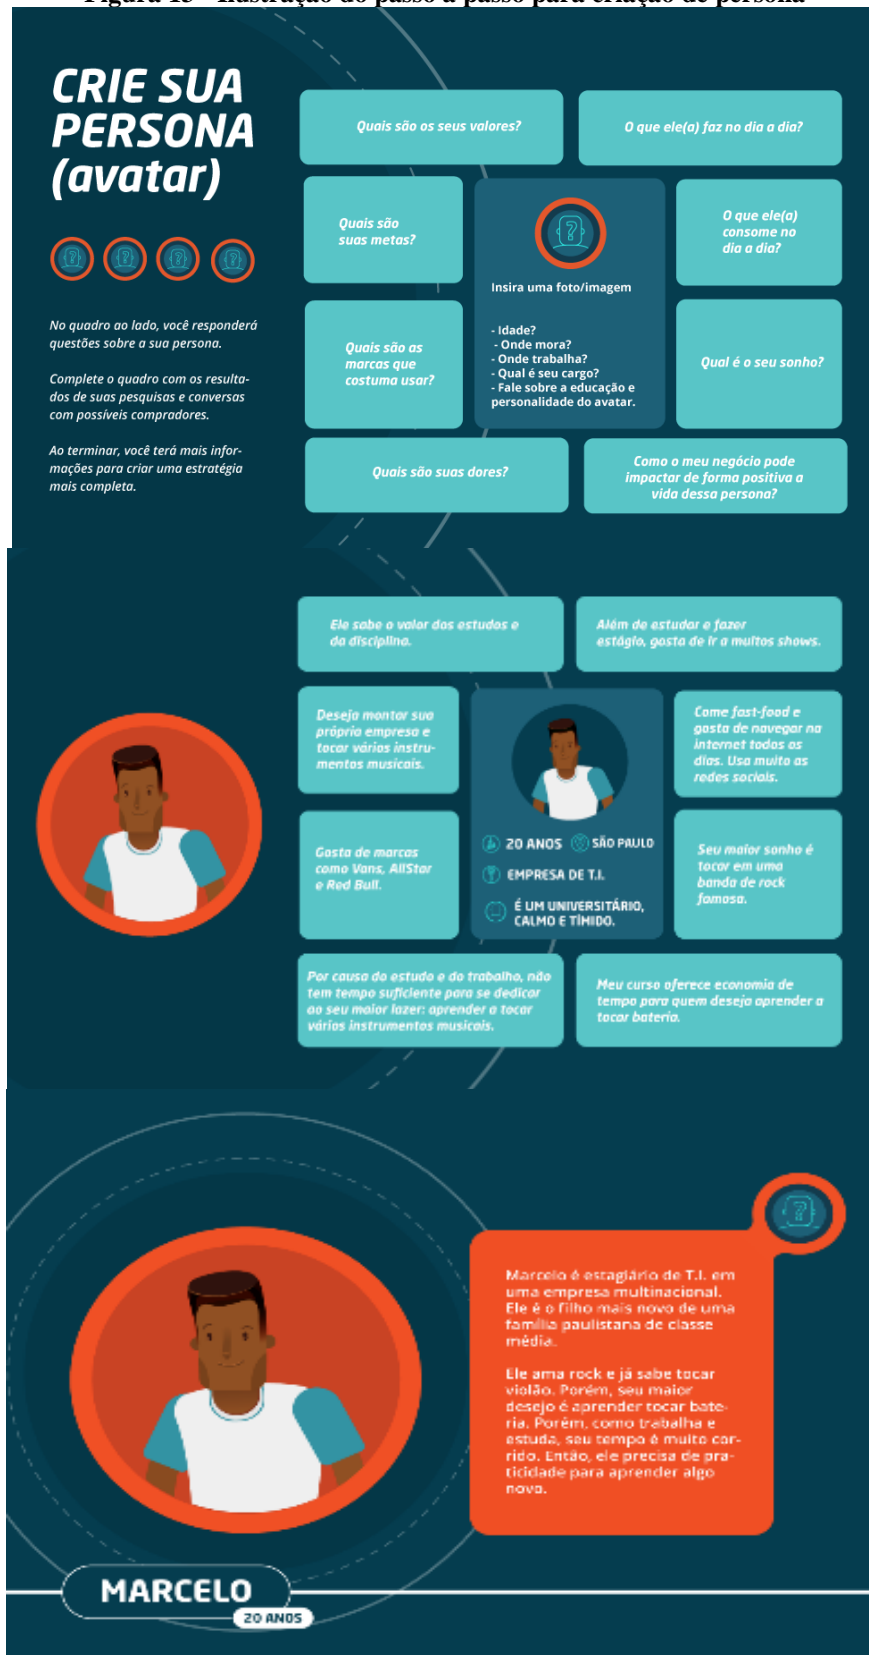 Figura 13 - Ilustração do passo a passo para criação de persona
CRIE SUA
PERSONA
(avatar)
No quadro ao lado, você responderá
questões sobre a sua persona.
Complete o quadro com os resulta-
dos de suas pesquisas e conversas
com possíveis compradores.
Ao terminar, você terá mais infor-
mações para criar uma estratégia
mais completa.
Quais são os seus valores?
O que ele(a) faz no dia a dia?
Quais são
suas metas?
Insira uma foto/imagem
- Idade?
- Onde mora?
- Onde trabalha?
- Qual é seu cargo?
- Fale sobre a educação e
personalidade do avatar.
O que ele(a)
consome no
dia a dia?
Quais são as
marcas que
costuma usar?
Qual é o seu sonho?
Quais são suas dores?
Como o meu negócio pode
impactar de forma positiva a
vida dessa persona?
Ele sabe o valor dos estudos e
da disciplina.
Além de estudar e fazer
estágio, gosta de ir a muitos shows.
Deseja montar sua
própria empresa e
tocar vários instru-
mentos musicais.
20 ANOS SÃO PAULO
EMPRESA DE T.I.
É UM UNIVERSITÁRIO,
CALMO E TÍMIDO.
Come fast-food e
gosta de navegar na
internet todos os
dias. Usa muito as
redes sociais.
Gosta de marcas
como Vans, AllStar
e Red Bull.
Seu maior sonho é
tocar em uma
banda de rock
famosa.
Por causa do estudo e do trabalho, não
tem tempo suficiente para se dedicar
ao seu maior lazer: aprender a tocar
vários instrumentos musicais.
Meu curso oferece economia de
tempo para quem deseja aprender a
tocar bateria.
Marcelo é estagiário de T.I. em
uma empresa multinacional.
Ele é o filho mais novo de uma
família paulistana de classe
média.
Ele ama rock e já sabe tocar
violão. Porém, seu maior
desejo é aprender tocar bate-
ria. Porém, como trabalha e
estuda, seu tempo é muito cor-
rido. Então, ele precisa de pra-
ticidade para aprender algo
novo.
MARCELO
20 ANOS